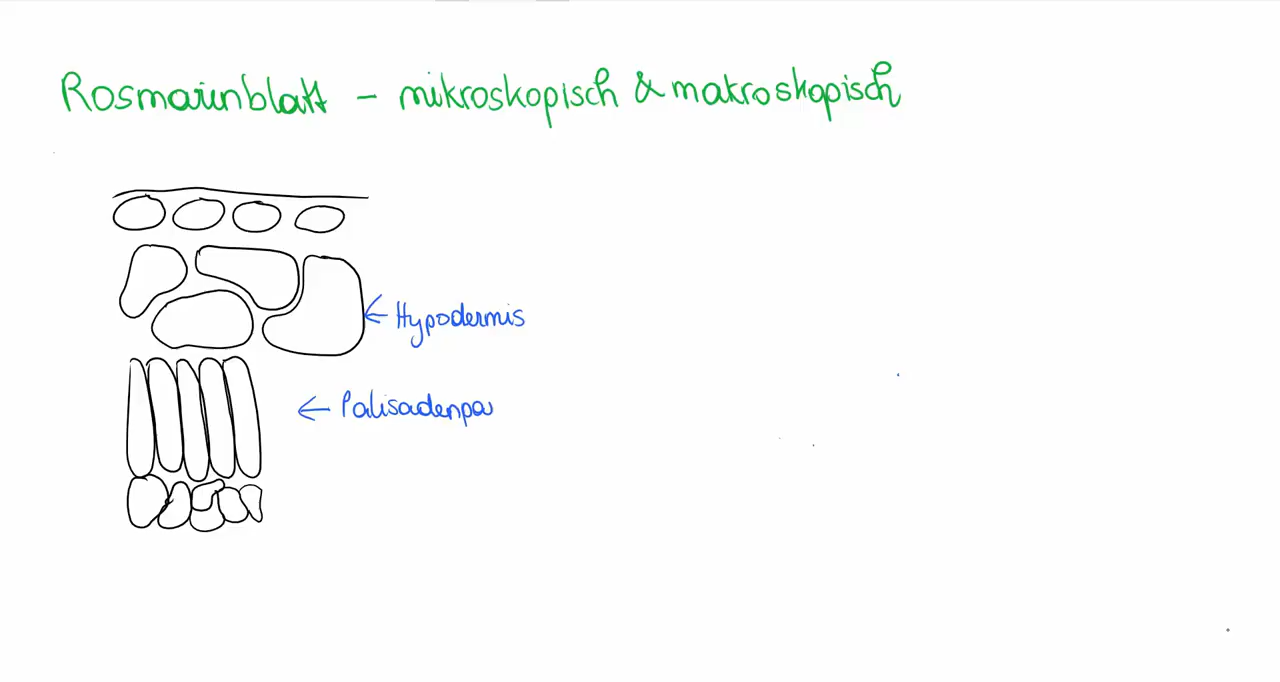 Rosmarinblatt - mikroskopisch & makroskopisch
← Hypodermis
← Palisadenpa